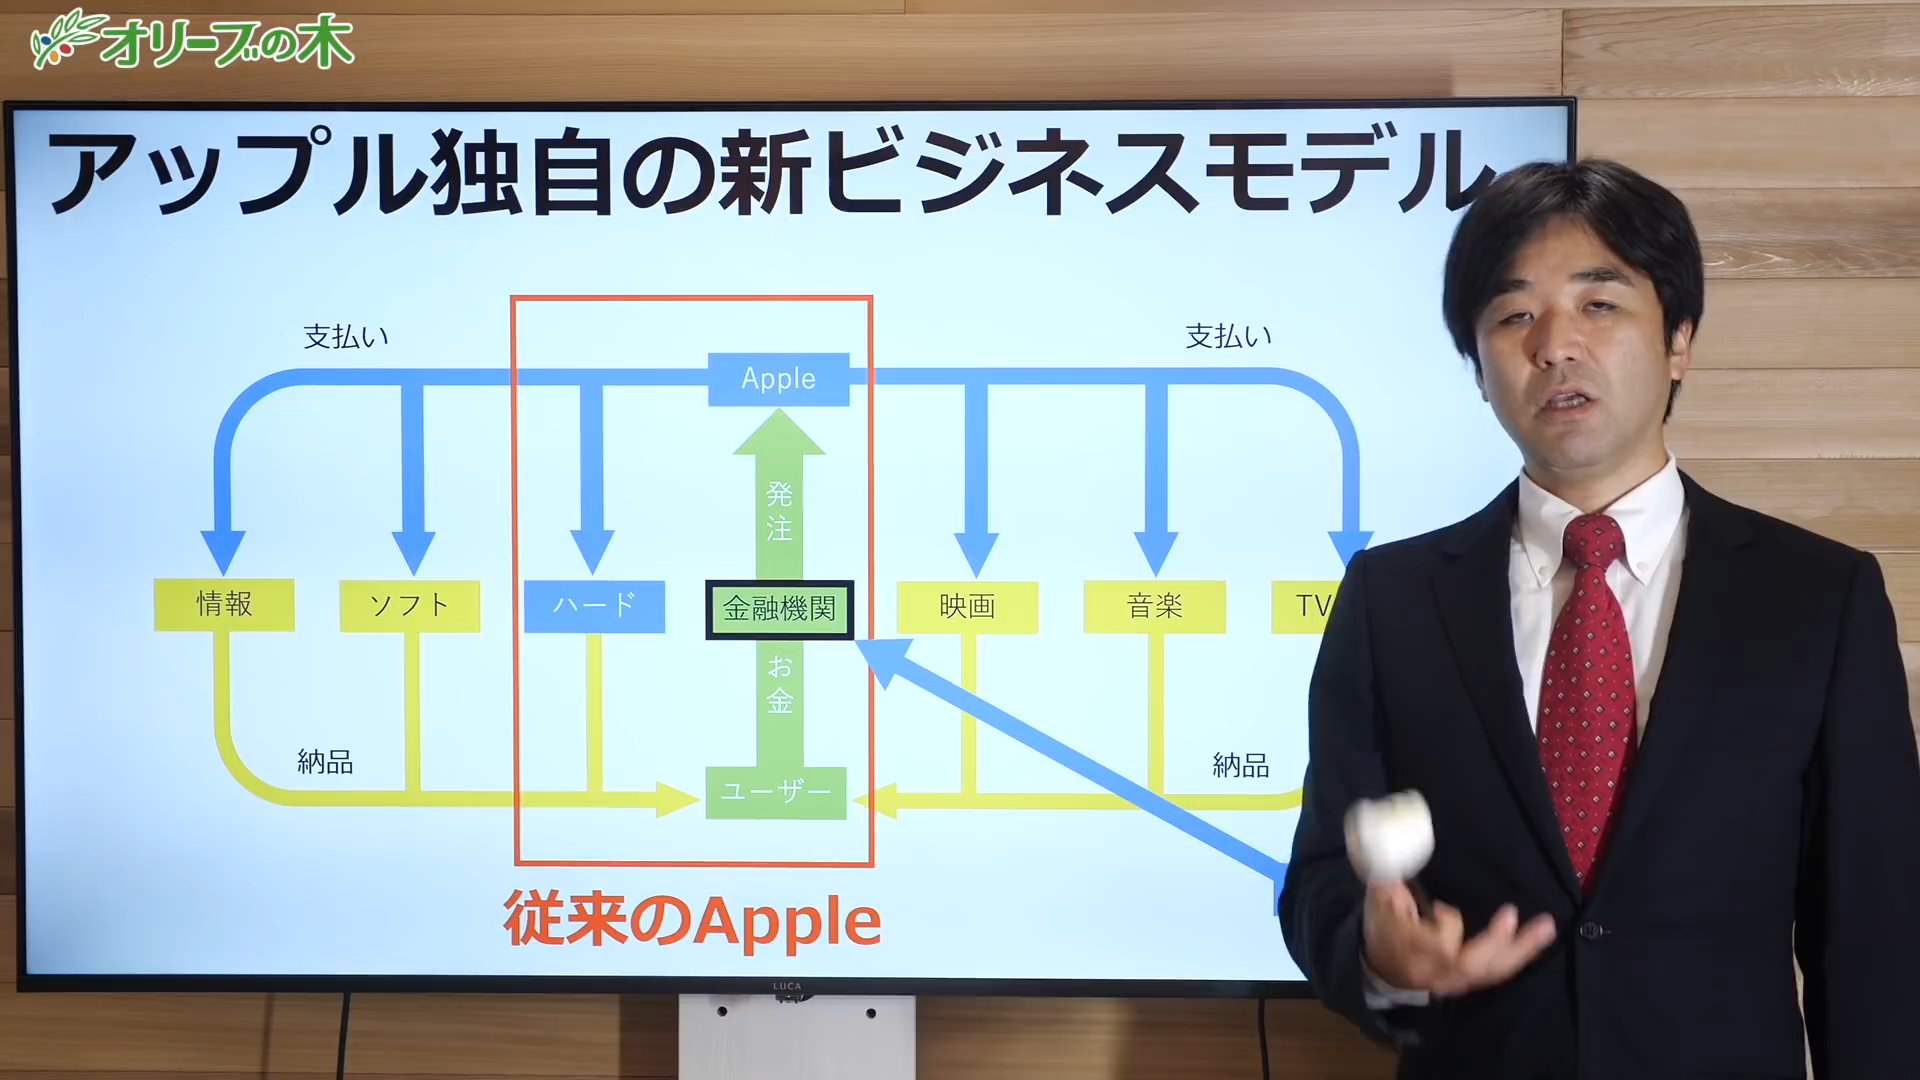 オリーブの木
アップル独自の新ビジネスモデル
支払い
支払い
Apple
発注
情報
ソフト
ハード
金融機関
映画
音楽
TV
お金
納品
納品
ユーザー
従来のApple
LUCA